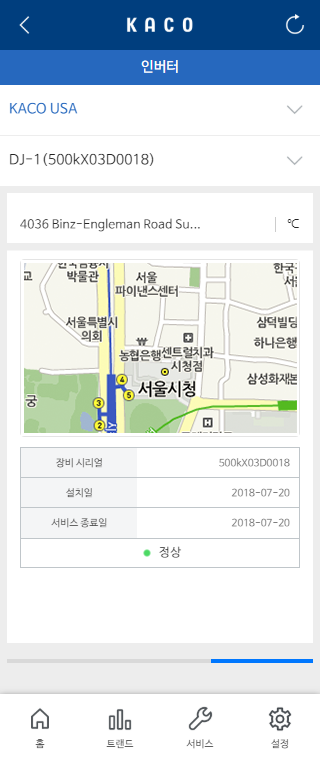 KACO
인버터
KACO USA
DJ-1(500kX03D0018)
4036 Binz-Engleman Road Su... ℃
교
박물관
서울
파이낸스센터
서울특별시
의회
삼덕빌딩
농협은행
센트럴치과
시청점
하나은행
서울시청
삼성화재본
궁
4
5
3
2
H
장비 시리얼 500kX03D0018
설치일 2018-07-20
서비스 종료일 2018-07-20
정상
홈 트랜드 서비스 설정